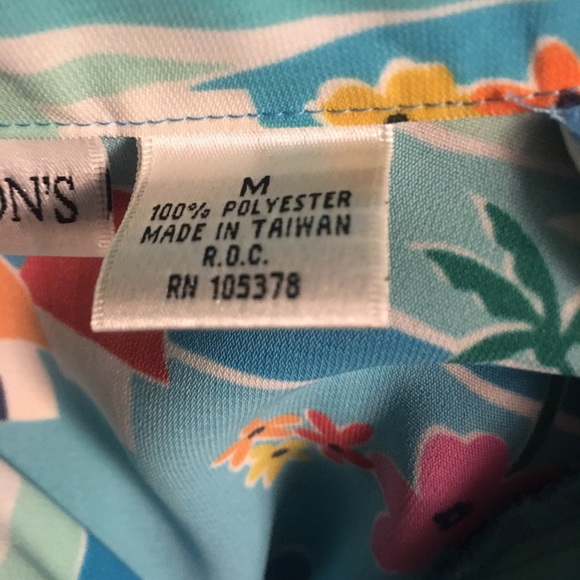 ON'S
M
100% POLYESTER
MADE IN TAIWAN
R.O.C.
RN 105378